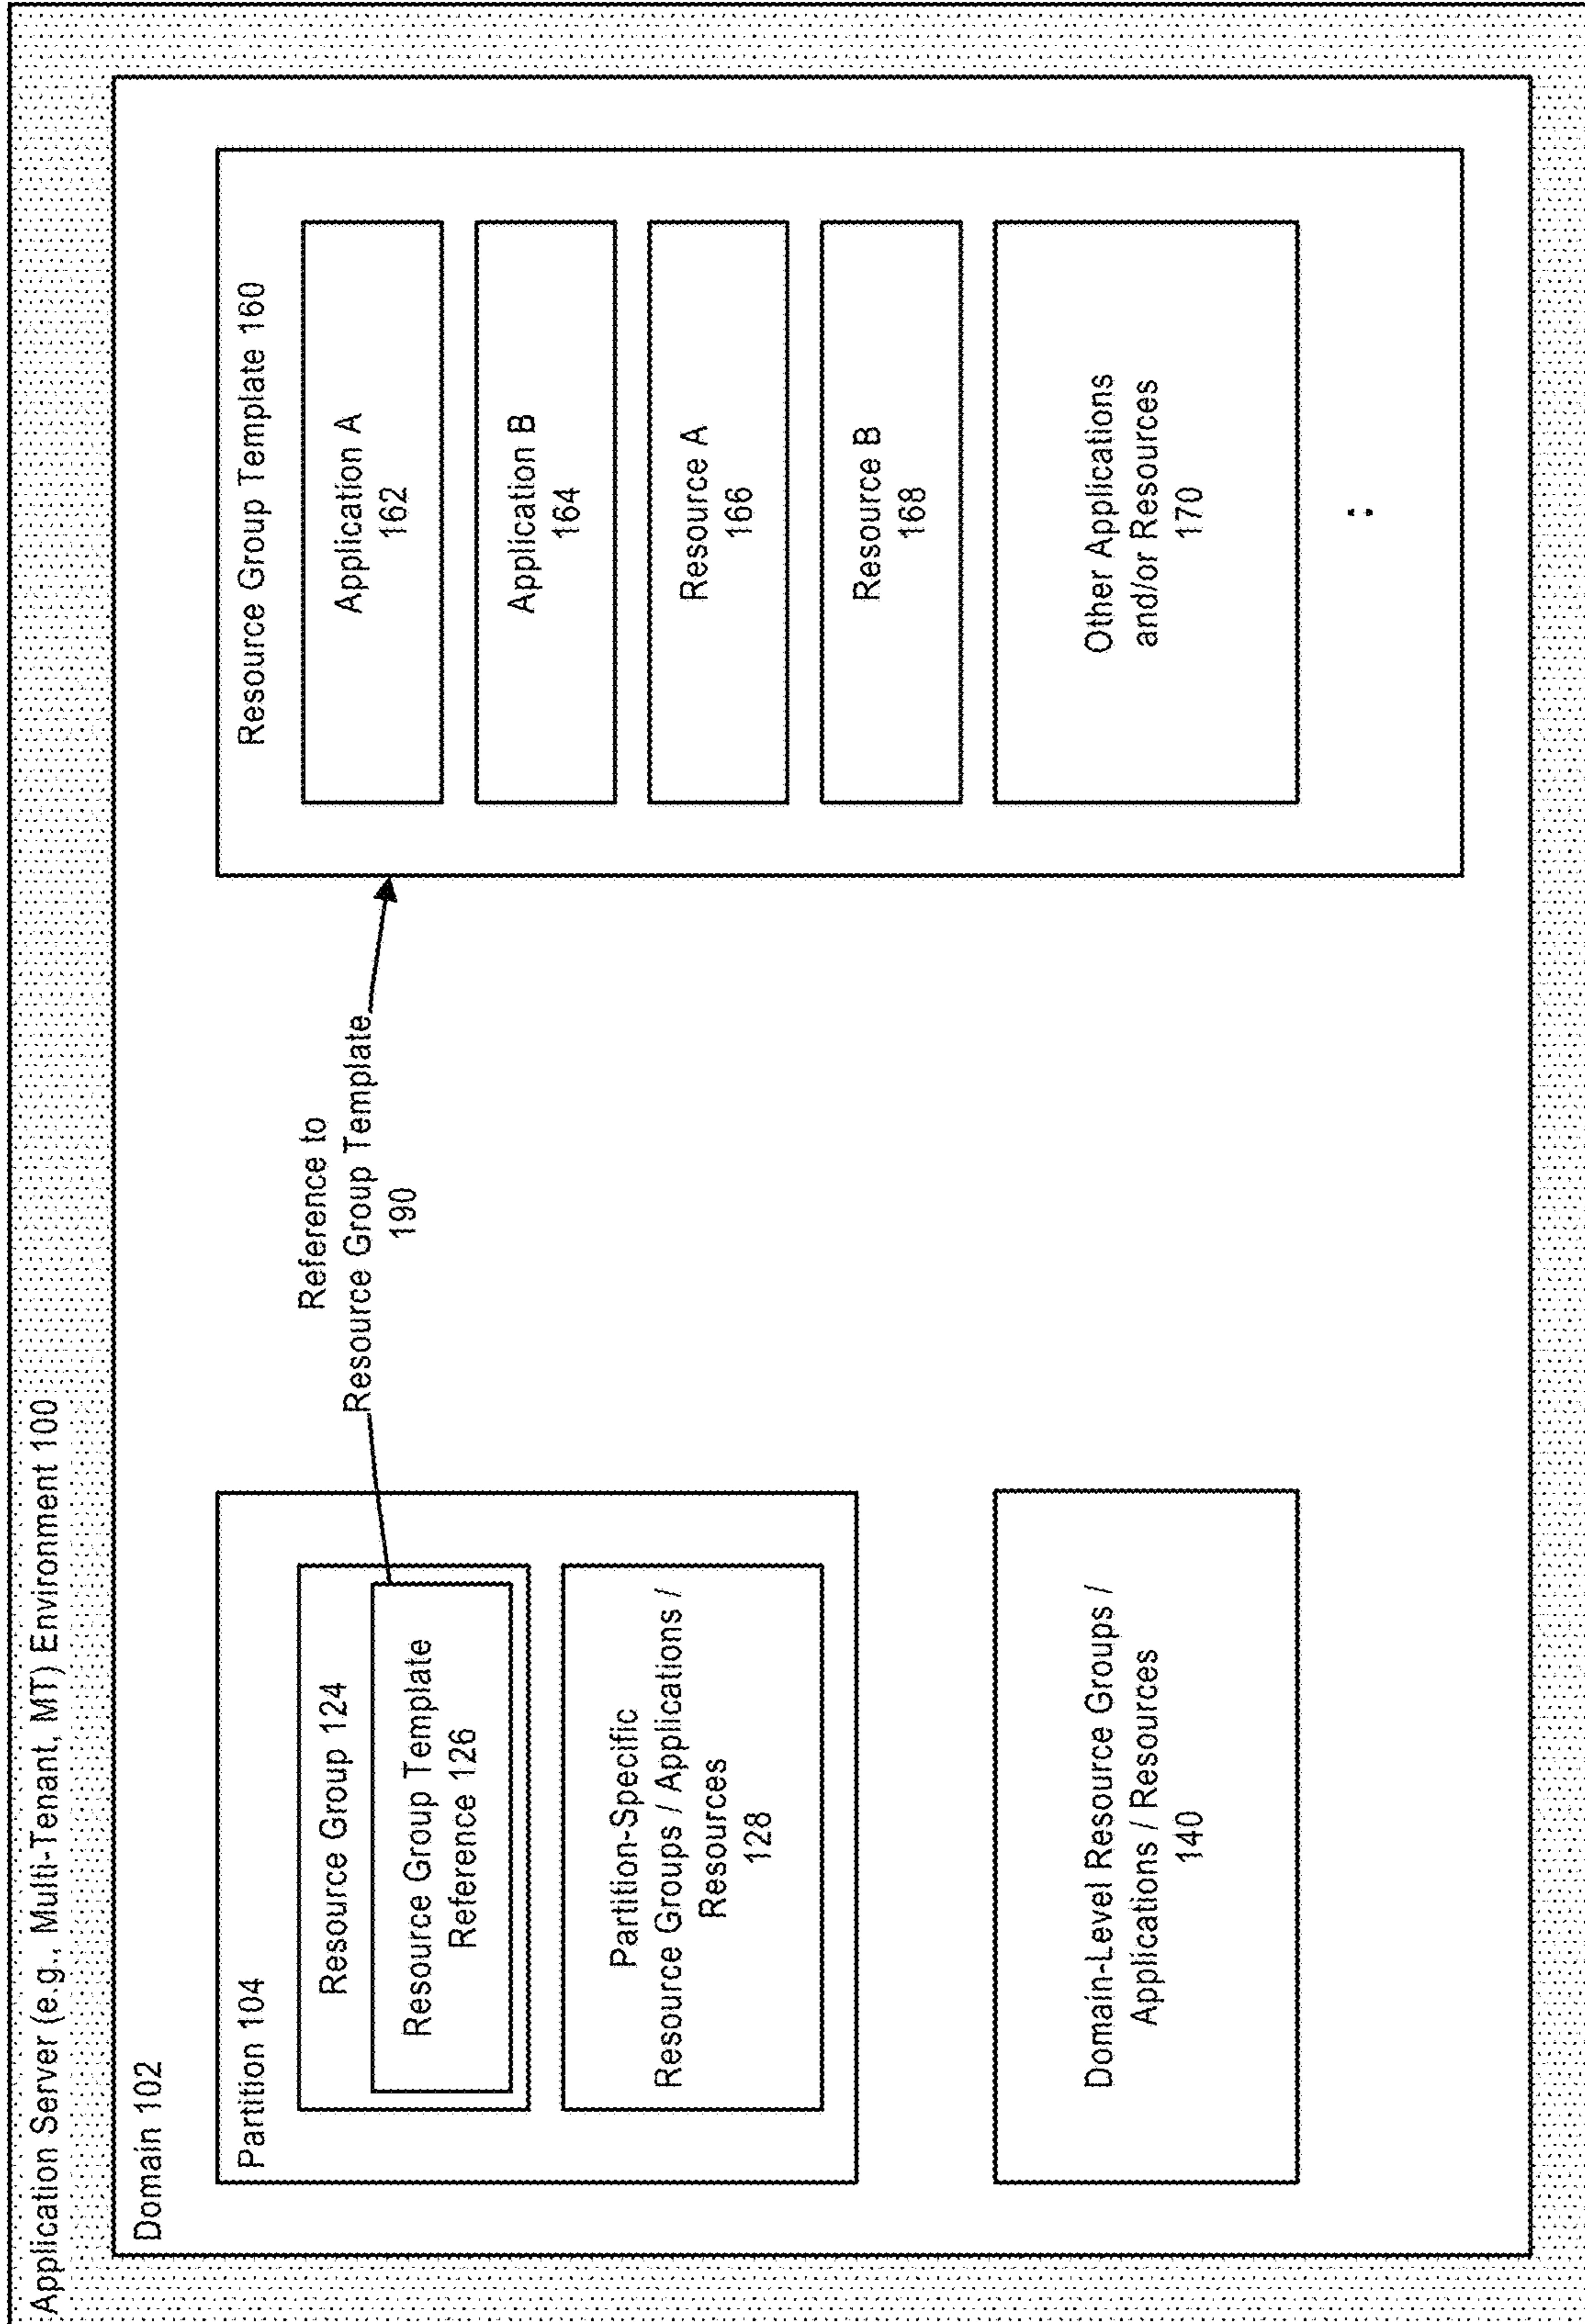 Application Server (e.g., Multi-Tenant, MT) Environment 100
Domain 102
Partition 104
Resource Group 124
Resource Group Template
Reference 126
Partition-Specific
Resource Groups / Applications /
Resources
128
Domain-Level Resource Groups /
Applications / Resources
140
Reference to
Resource Group Template
190
Resource Group Template 160
Application A
162
Application B
164
Resource A
166
Resource B
168
Other Applications
and/or Resources
170